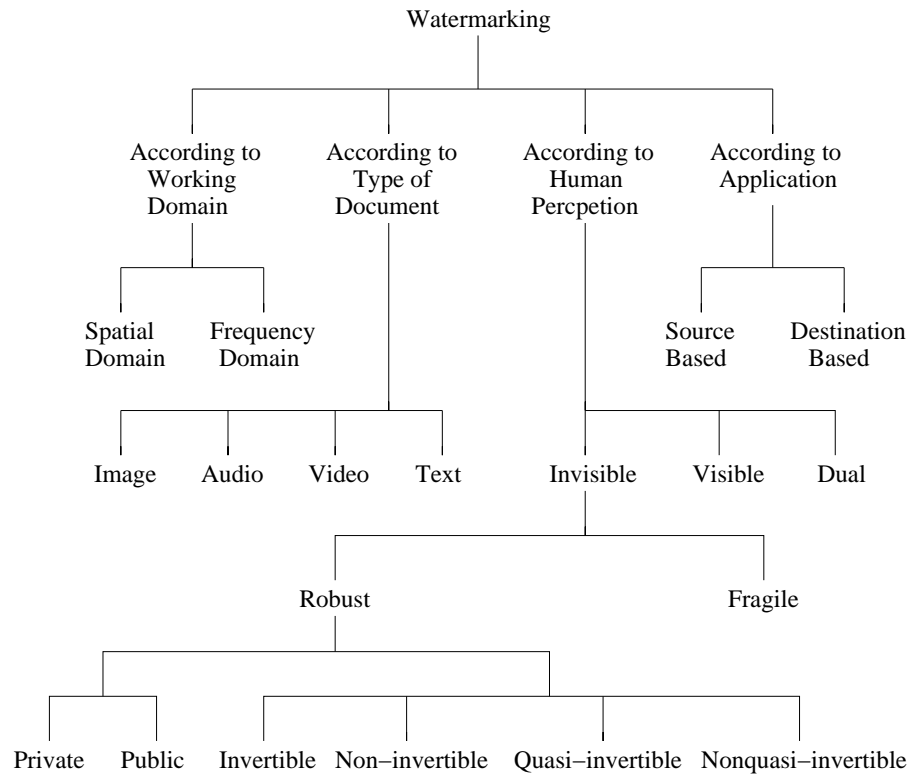 Watermarking
According to
Working
Domain
According to
Type of
Document
According to
Human
Percpetion
According to
Application
Spatial
Domain
Frequency
Domain
Source
Based
Destination
Based
Image
Audio
Video
Text
Invisible
Visible
Dual
Robust
Fragile
Private
Public
Invertible
Non−invertible
Quasi−invertible
Nonquasi−invertible